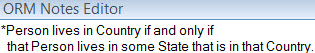 ORM Notes Editor
*Person lives in Country if and only if
that Person lives in some State that is in that Country.